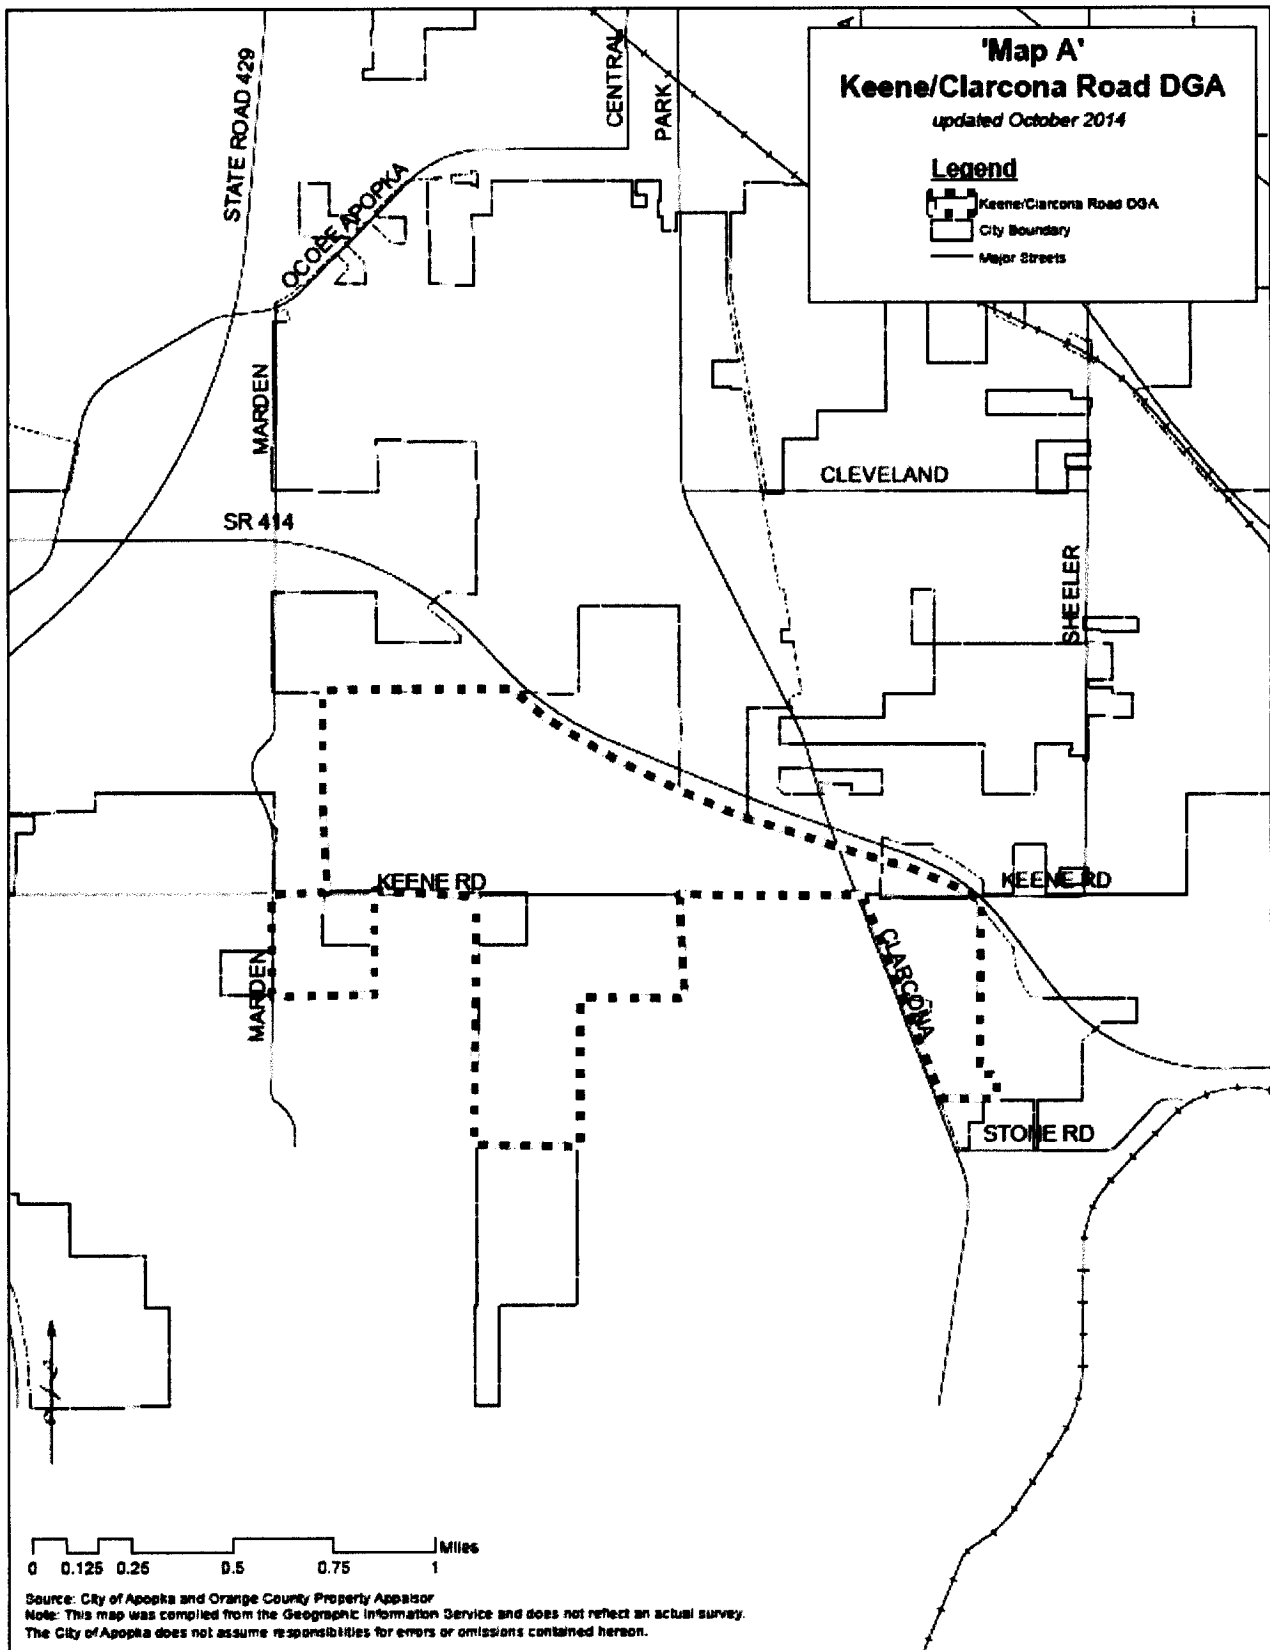 'Map A'
Keene/Clarcona Road DGA
updated October 2014
Legend
Keene/Clarcona Road DGA
City Boundary
Major Streets
STATE ROAD 429
CENTRAL
PARK
OCOEE APOPKA
MARDEN
CLEVELAND
SR 414
SHEELER
KEENE RD
KEENE RD
MARDEN
CLARCONA
STONE RD
Miles
0 0.125 0.25 0.5 0.75 1
Source: City of Apopka and Orange County Property Appaisor
Note: This map was compiled from the Geographic Information Service and does not reflect an actual survey.
The City of Apopka does not assume responsibilities for errors or omissions contained hereon.